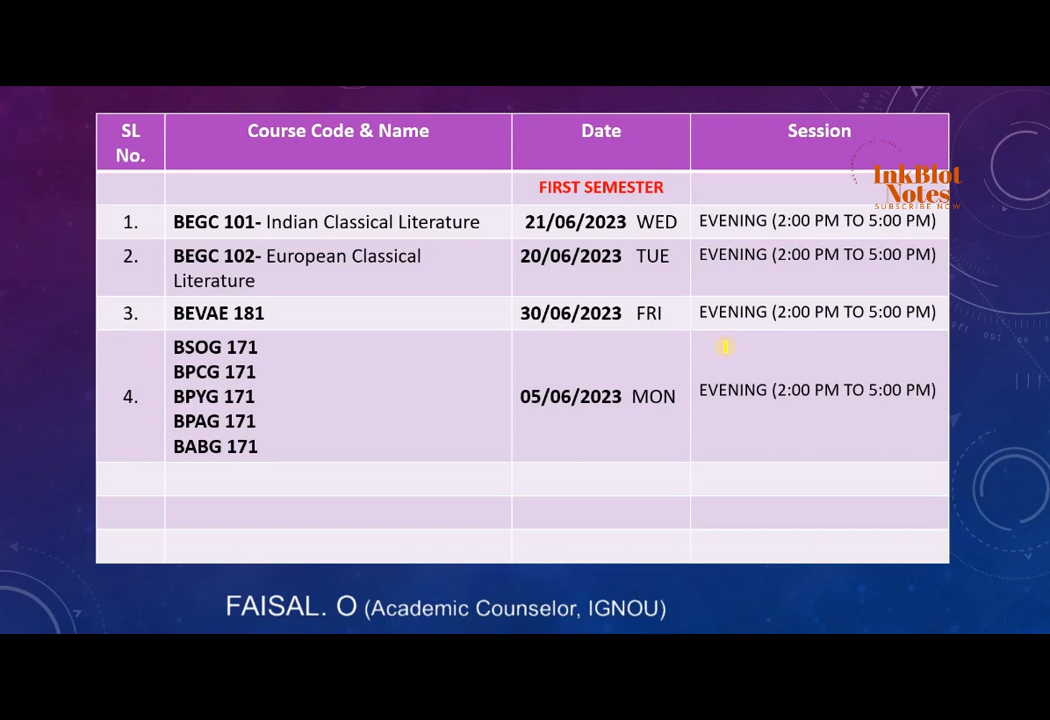 SL No.
Course Code & Name
Date
Session
FIRST SEMESTER
InkBlot
Notes
SUBSCRIBE NOW
1. BEGC 101- Indian Classical Literature 21/06/2023 WED EVENING (2:00 PM TO 5:00 PM)
2. BEGC 102- European Classical Literature 20/06/2023 TUE EVENING (2:00 PM TO 5:00 PM)
3. BEVAE 181 30/06/2023 FRI EVENING (2:00 PM TO 5:00 PM)
BSOG 171
BPCG 171
4. BPYG 171 05/06/2023 MON EVENING (2:00 PM TO 5:00 PM)
BPAG 171
BABG 171
FAISAL. O (Academic Counselor, IGNOU)